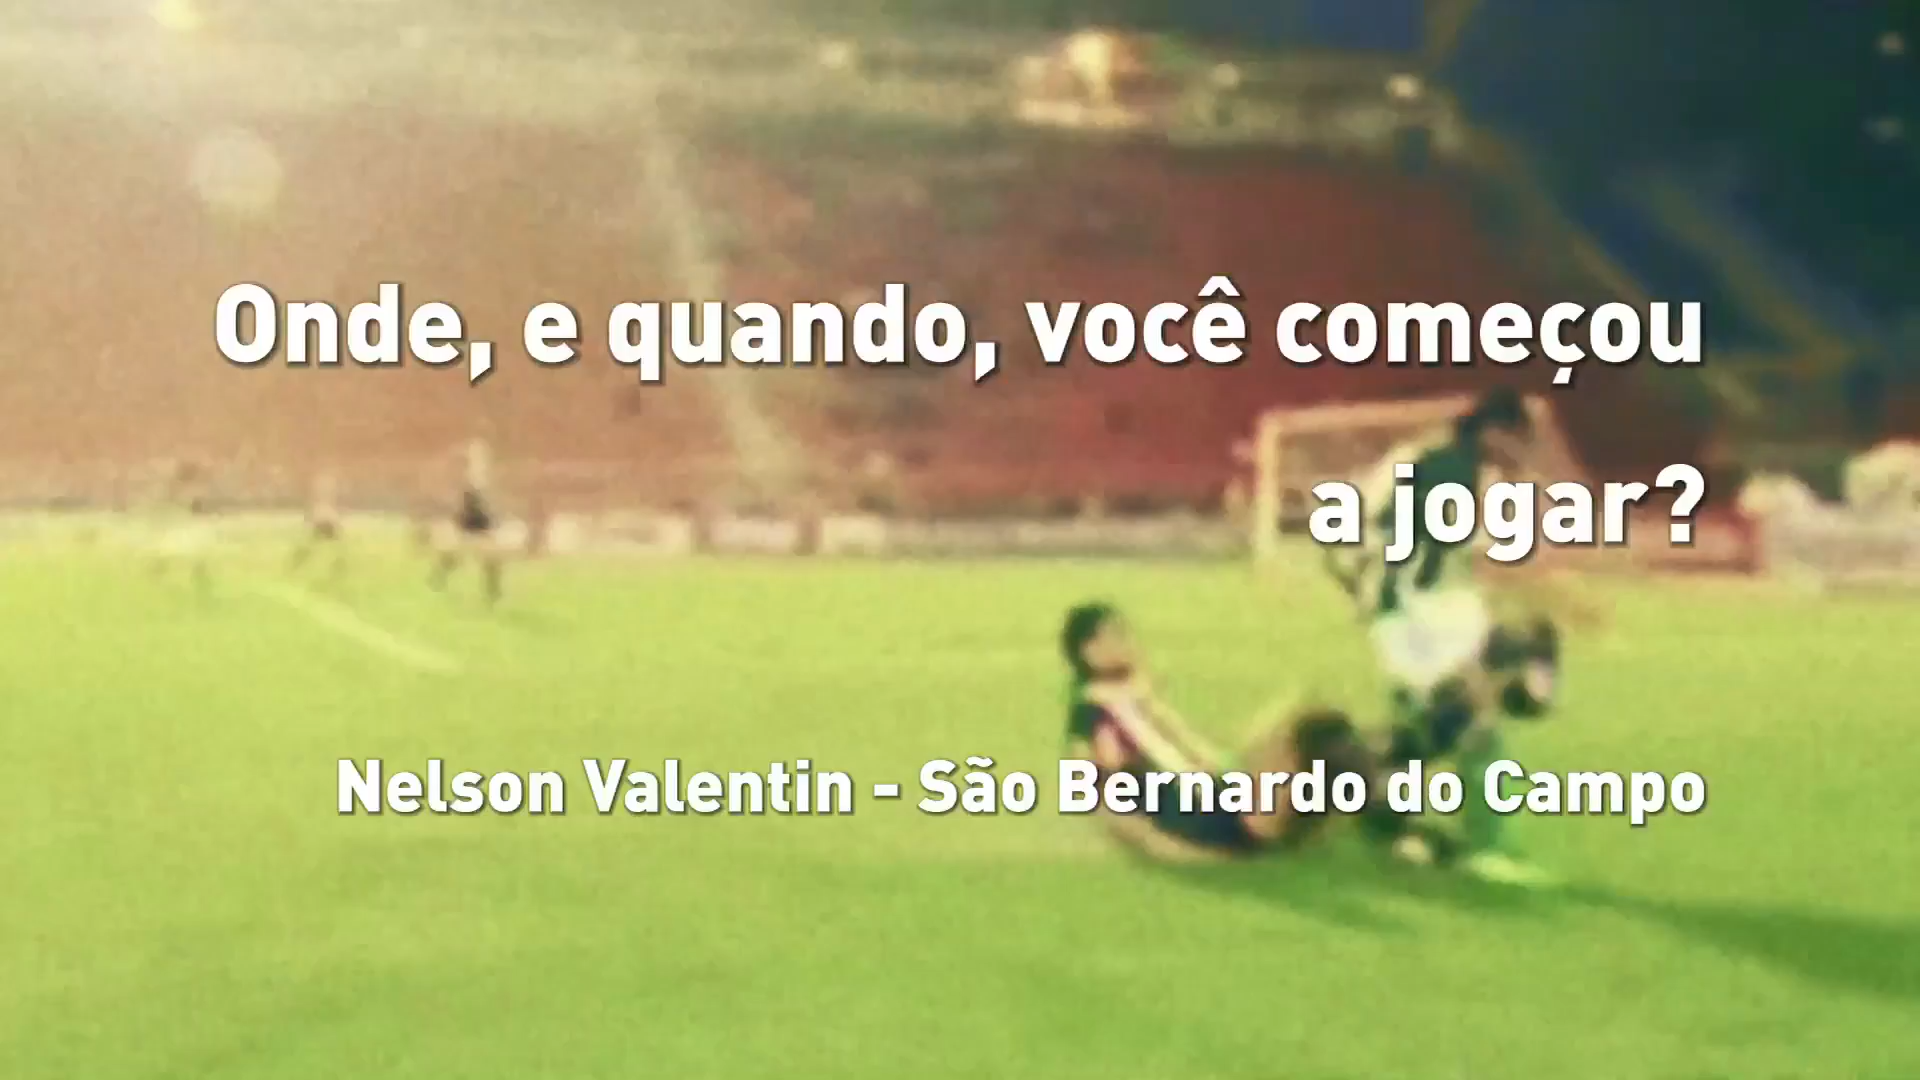 Onde, e quando, você começou
a jogar?
Nelson Valentin - São Bernardo do Campo